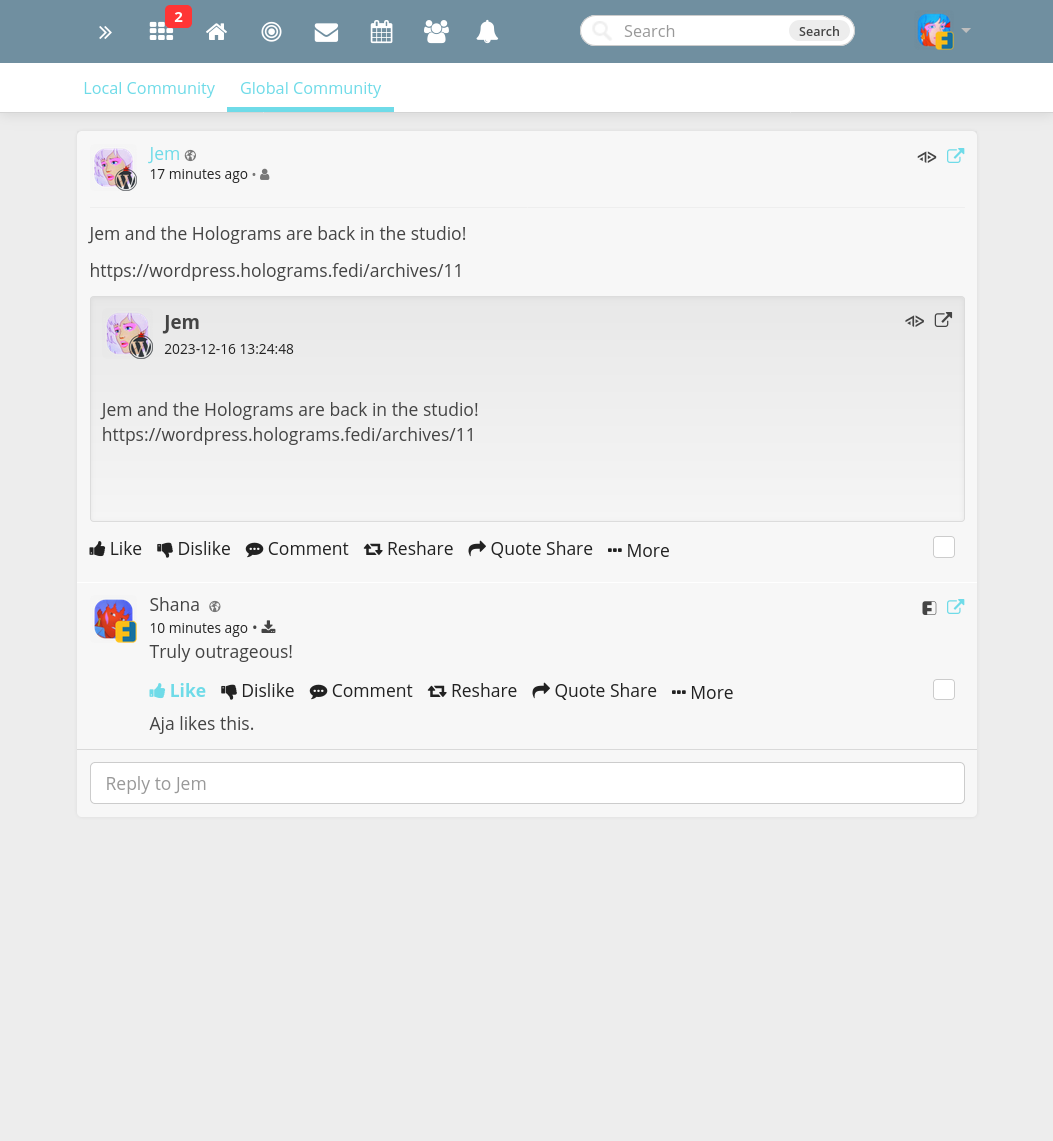 2
Search Search
Local Community Global Community
Jem
17 minutes ago •
Jem and the Holograms are back in the studio!
https://wordpress.holograms.fedi/archives/11
Jem
2023-12-16 13:24:48
Jem and the Holograms are back in the studio!
https://wordpress.holograms.fedi/archives/11
Like Dislike Comment Reshare Quote Share More
Shana
10 minutes ago •
Truly outrageous!
Like Dislike Comment Reshare Quote Share More
Aja likes this.
Reply to Jem